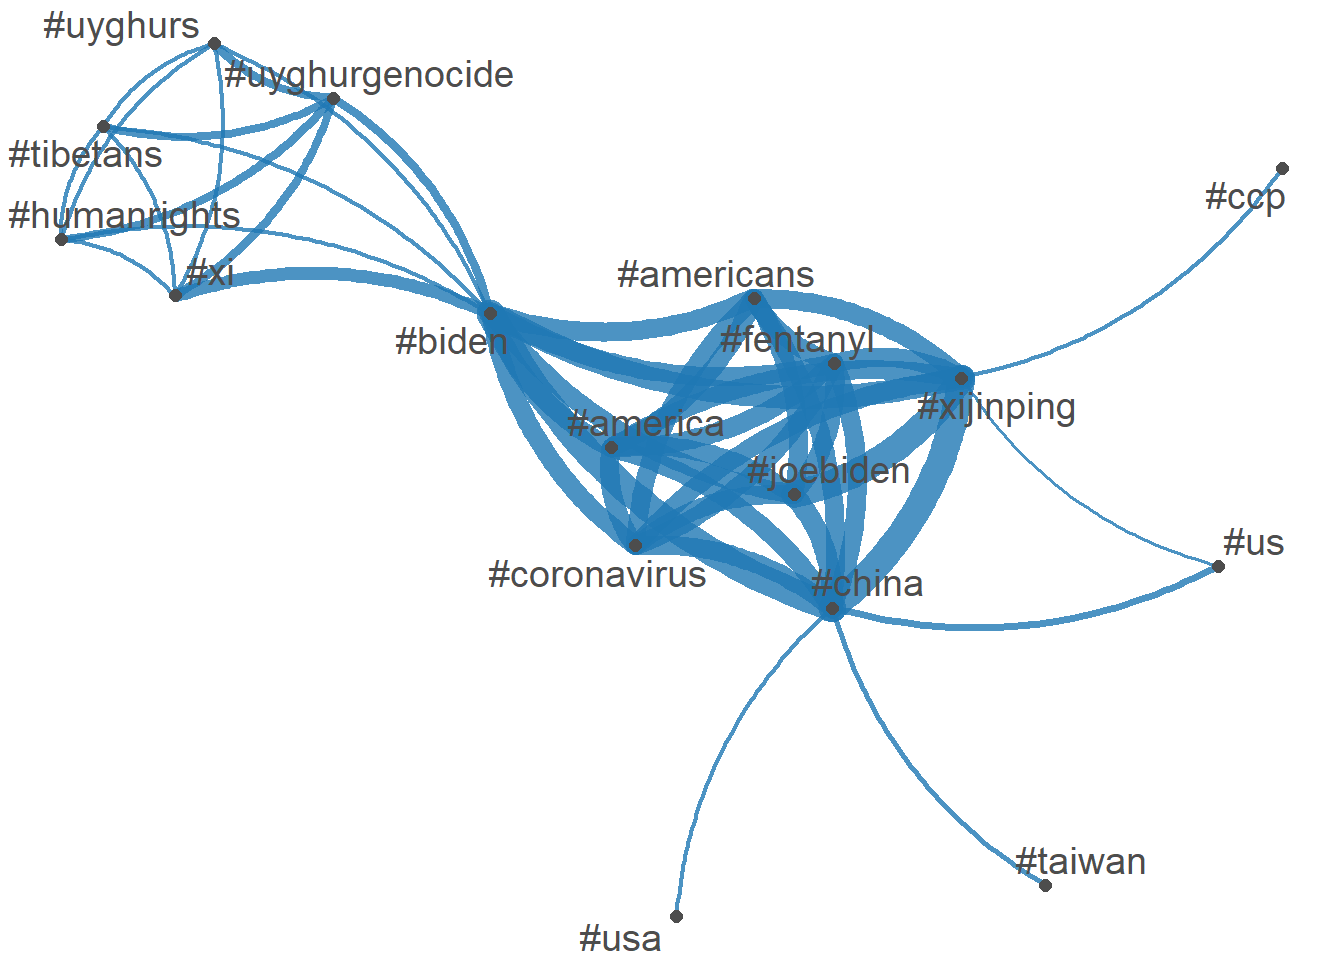 #uyghurs
#uyghurgenocide
#tibetans
#ccp
#humanrights
#xi
#americans
#biden
#fentanyl
#xijinping
#america
#joebiden
#us
#coronavirus
#china
#taiwan
#usa